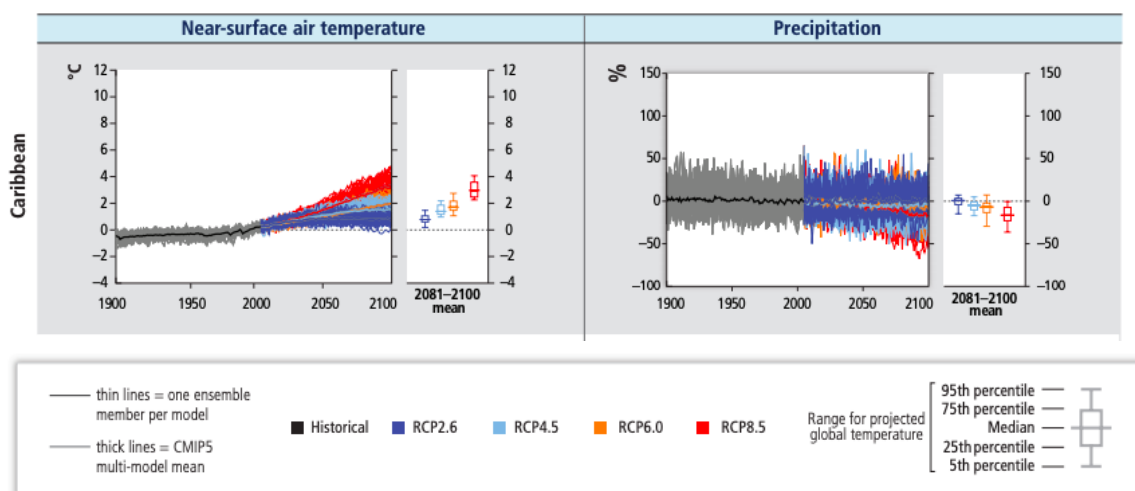 Near-surface air temperature
Precipitation
Caribbean
°C
12
10
8
6
4
2
0
−2
−4
1900
1950
2000
2050
2100
12
10
8
6
4
2
0
−2
−4
2081–2100
mean
%
150
100
50
0
−50
−100
1900
1950
2000
2050
2100
150
100
50
0
−50
−100
2081–2100
mean
thin lines = one ensemble
member per model
thick lines = CMIP5
multi-model mean
Historical
RCP2.6
RCP4.5
RCP6.0
RCP8.5
Range for projected
global temperature
95th percentile
75th percentile
Median
25th percentile
5th percentile